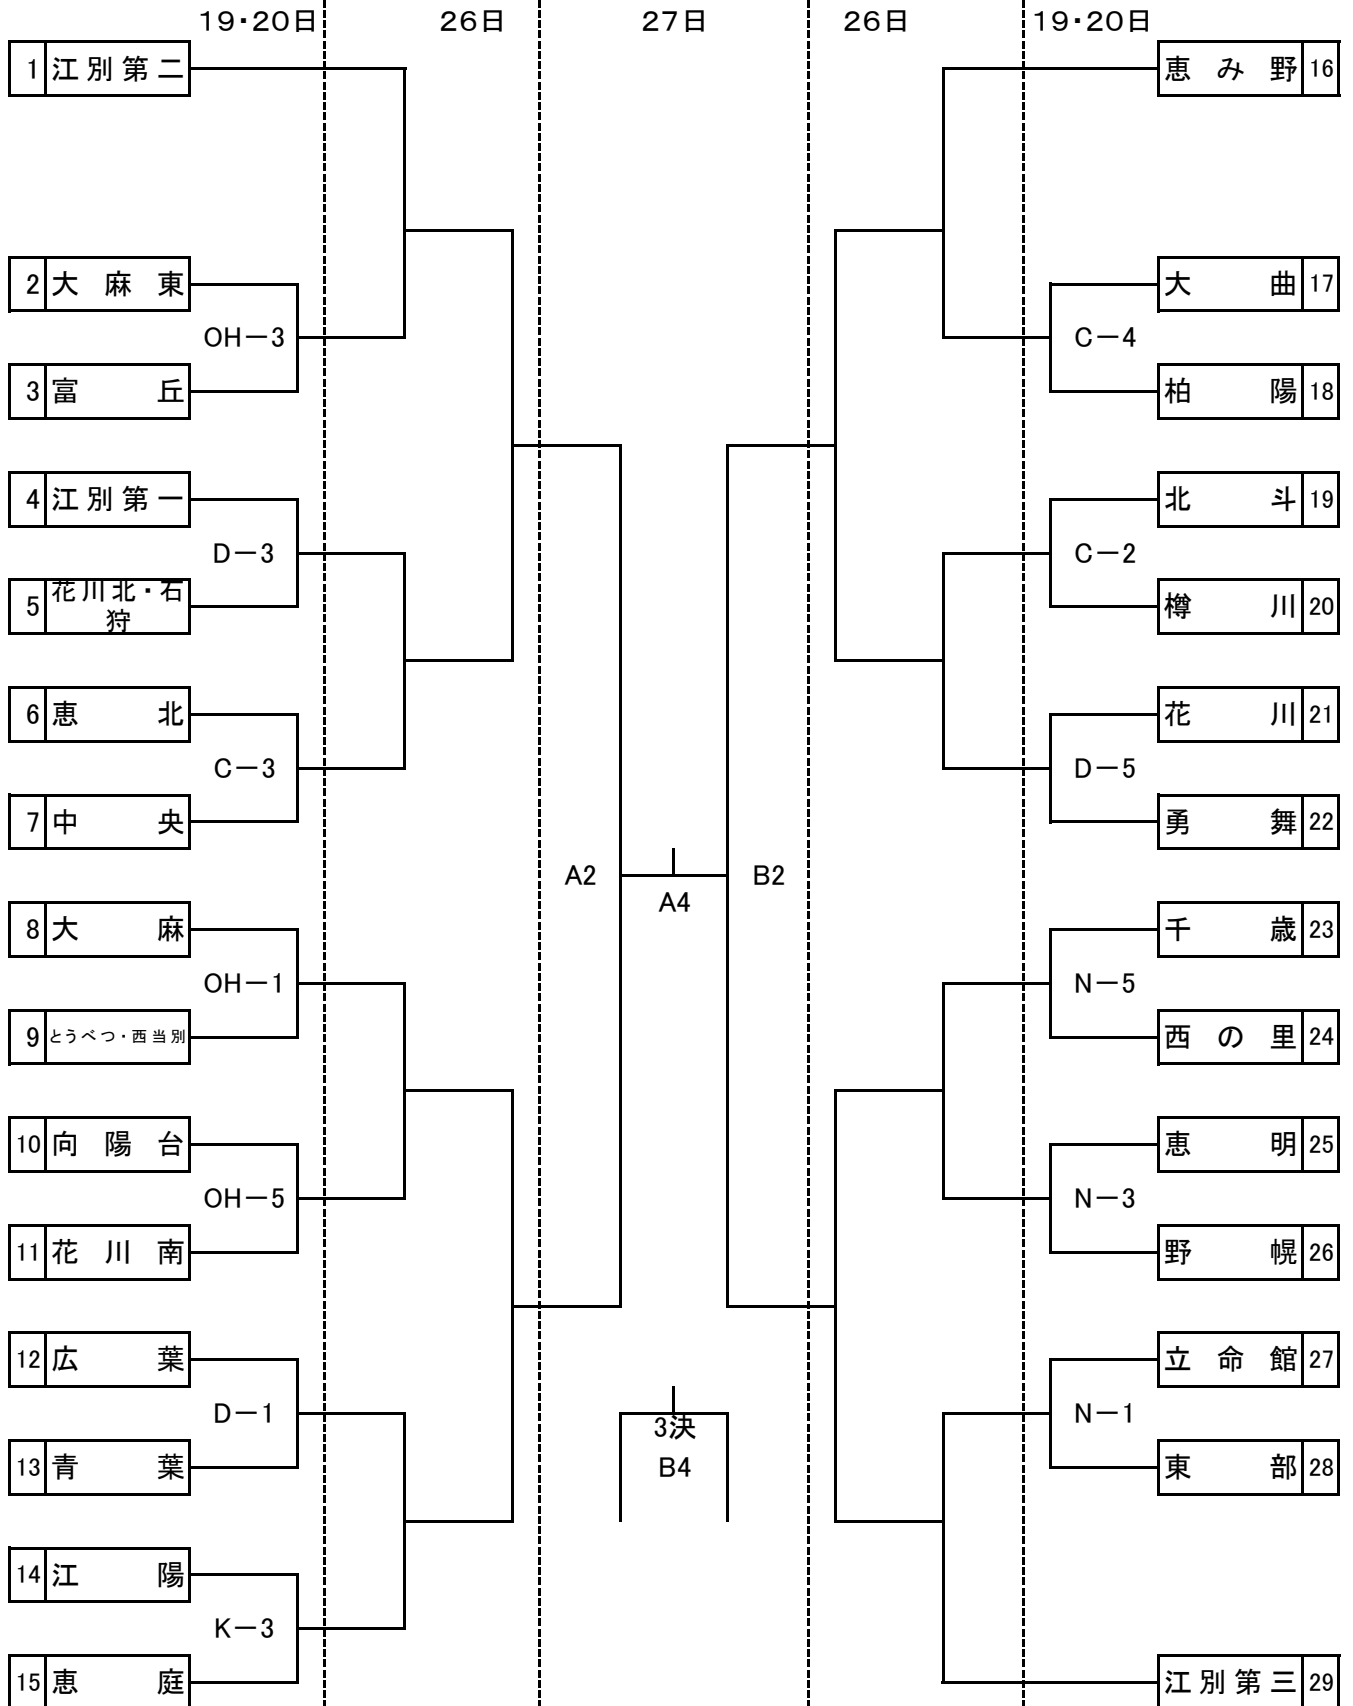 19・20日 26日 27日 26日 19・20日
1 江別第二
2 大麻東
OH－3
3 富丘
4 江別第一
D－3
5 花川北・石
狩
6 恵北
C－3
7 中央
8 大麻
OH－1
9 とうべつ・西当別
10 向陽台
OH－5
11 花川南
12 広葉
D－1
13 青葉
14 江陽
K－3
15 恵庭
A2
A4
B2
3決
B4
恵み野 16
大曲 17
C－4
柏陽 18
北斗 19
C－2
樽川 20
花川 21
D－5
勇舞 22
千歳 23
N－5
西の里 24
恵明 25
N－3
野幌 26
立命館 27
N－1
東部 28
江別第三 29